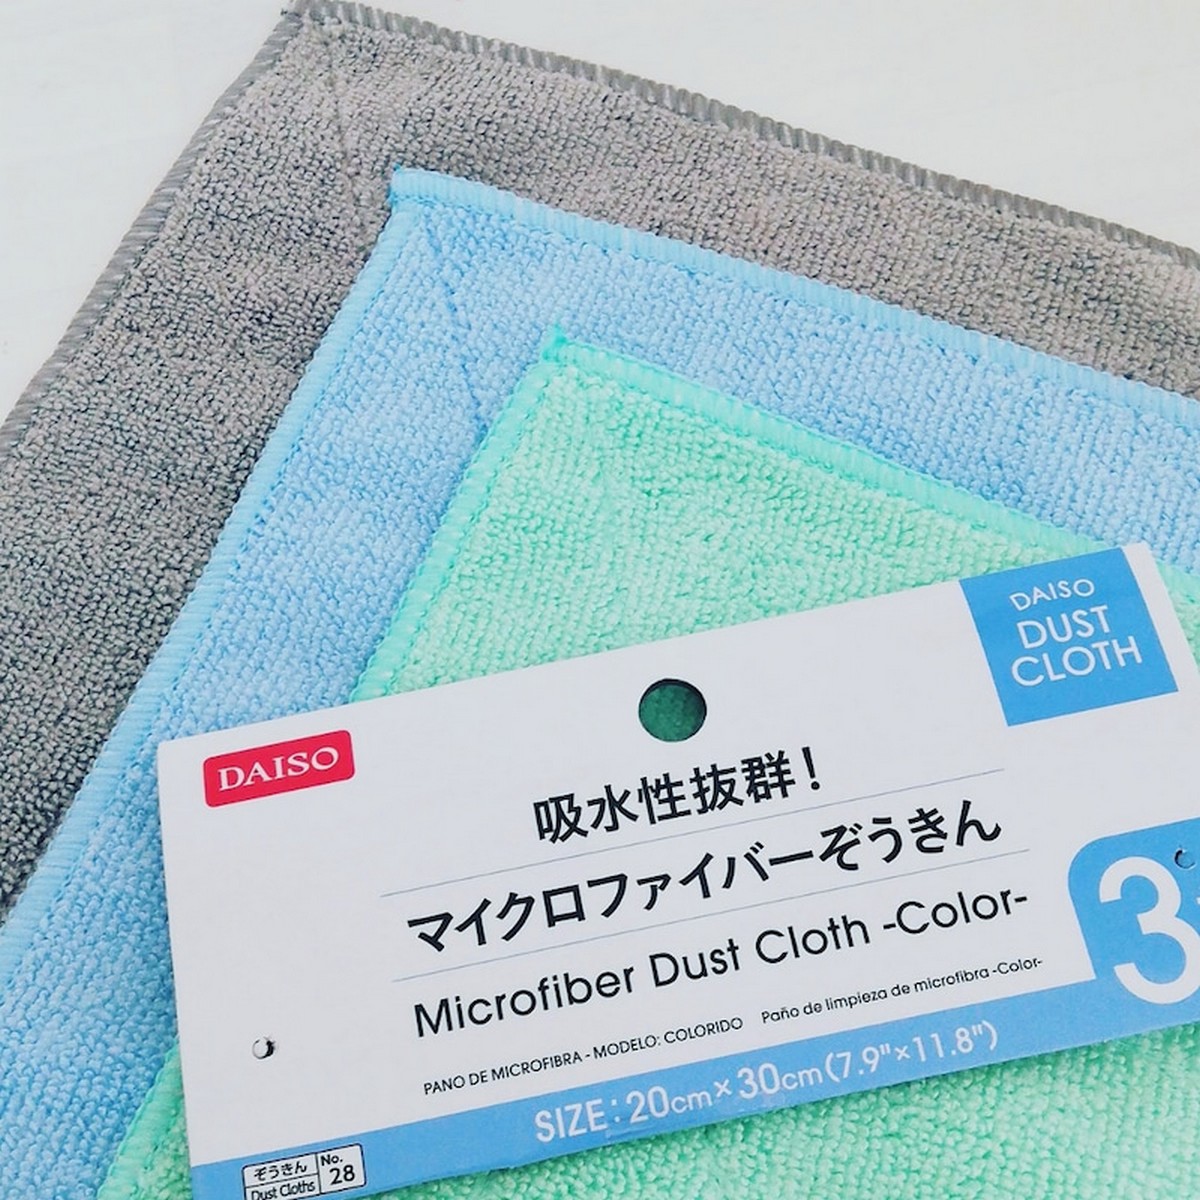 DAISO
DUST
CLOTH
DAISO
吸水性抜群!
マイクロファイバーぞうきん
Microfiber Dust Cloth -Color-
PANO DE MICROFIBRA - MODELO: COLORIDO Paño de limpieza de microfibra -Color-
3
SIZE:20cm×30cm(7.9"×11.8")
ぞうきん No.
Dust Cloths 28